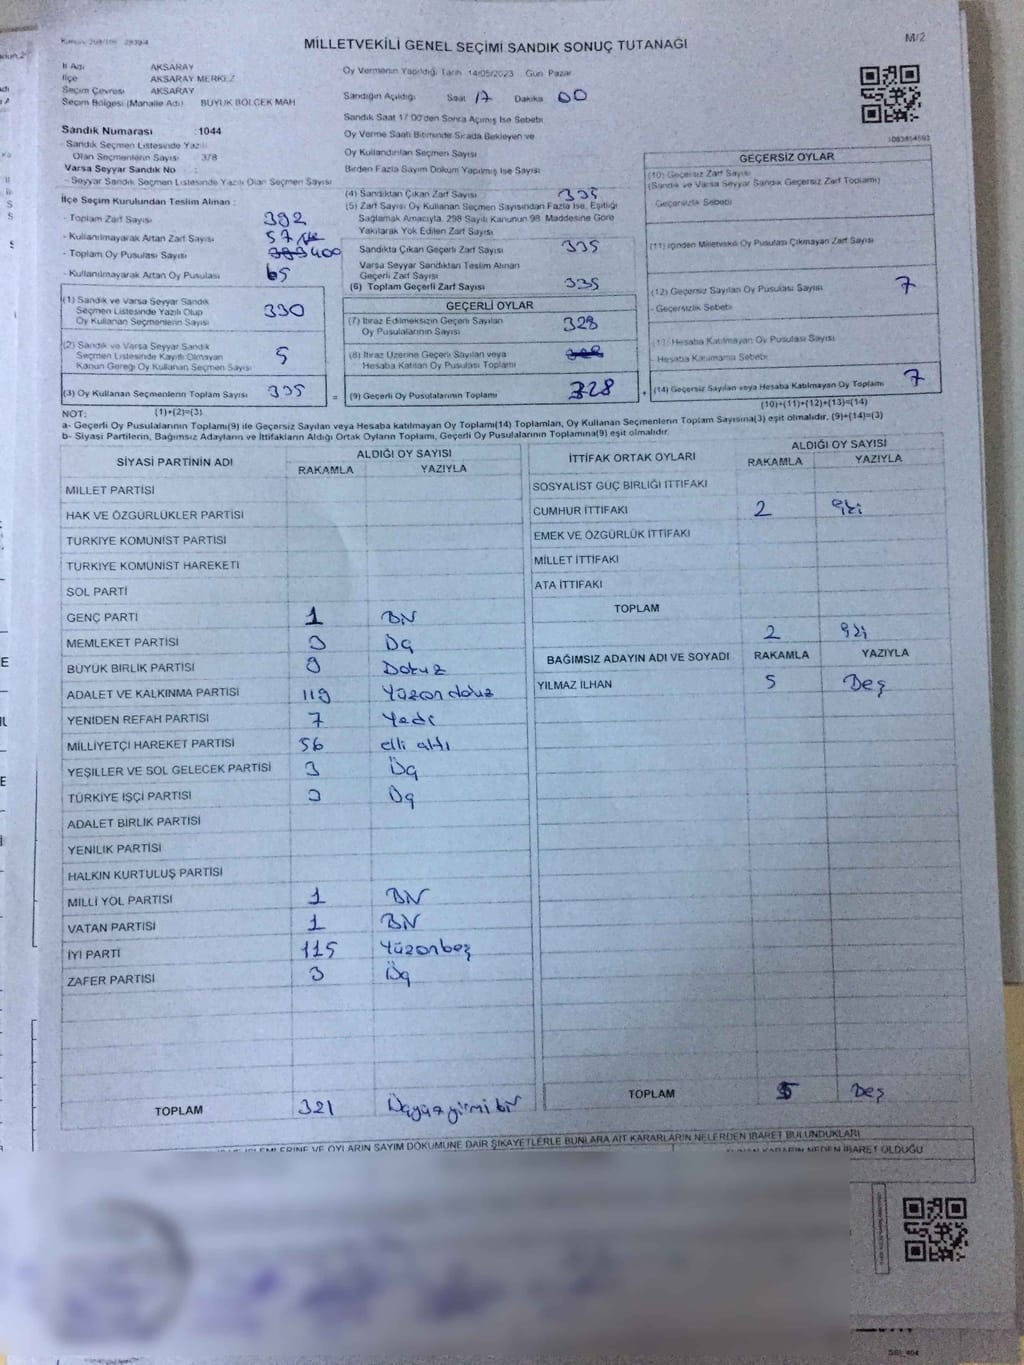 MİLLETVEKİLİ GENEL SEÇİMİ SANDIK SONUÇ TUTANAĞI
M/2
İl Adı AKSARAY
İlçe AKSARAY MERKEZ
Seçim Çevresi AKSARAY
Seçim Bölgesi (Mahalle Adı) BÜYÜK BÖLCEK MAH
Sandık Numarası : 1044
Sandık Seçmen Listesinde Yazılı
Olan Seçmenlerin Sayısı 378
Varsa Seyyar Sandık No :
- Seyyar Sandık Seçmen Listesinde Yazılı Olan Seçmen Sayısı
İlçe Seçim Kurulundan Teslim Alınan :
- Toplam Zarf Sayısı 392
- Kullanılmayarak Artan Zarf Sayısı 57
- Toplam Oy Pusulası Sayısı 400
- Kullanılmayarak Artan Oy Pusulası 65
(1) Sandık ve Varsa Seyyar Sandık
Seçmen Listesinde Yazılı Olup
Oy Kullanan Seçmenlerin Sayısı 330
(2) Sandık ve Varsa Seyyar Sandık
Seçmen Listesinde Kayıtlı Olmayan
Kanun Gereği Oy Kullanan Seçmen Sayısı 5
(3) Oy Kullanan Seçmenlerin Toplam Sayısı 335
(1)+(2)=(3)
Oy Vermenin Yapıldığı Tarih 14/05/2023 Gün Pazar
Sandığın Açıldığı Saat 17 Dakika 00
Sandık Saat 17:00'den Sonra Açılmış İse Sebebi
Oy Verme Saati Bitiminde Sırada Bekleyen ve
Oy Kullandırılan Seçmen Sayısı
Birden Fazla Sayım Döküm Yapılmış İse Sayısı
(4) Sandıktan Çıkan Zarf Sayısı 335
(5) Zarf Sayısı Oy Kullanan Seçmen Sayısından Fazla İse, Eşitliği
Sağlamak Amacıyla, 298 Sayılı Kanunun 98. Maddesine Göre
Yakılarak Yok Edilen Zarf Sayısı
Sandıkta Çıkan Geçerli Zarf Sayısı 335
Varsa Seyyar Sandıktan Teslim Alınan
Geçerli Zarf Sayısı
(6) Toplam Geçerli Zarf Sayısı 335
GEÇERLİ OYLAR
(7) İtiraz Edilmeksizin Geçerli Sayılan
Oy Pusulalarının Sayısı 328
(8) İtiraz Üzerine Geçerli Sayılan veya
Hesaba Katılan Oy Pusulası Toplamı
= (9) Geçerli Oy Pusulalarının Toplamı 328
GEÇERSİZ OYLAR
(10) Geçersiz Zarf Sayısı
(Sandık ve Varsa Seyyar Sandık Geçersiz Zarf Toplamı)
Geçersizlik Sebebi
(11) İçinden Milletvekili Oy Pusulası Çıkmayan Zarf Sayısı
(12) Geçersiz Sayılan Oy Pusulası Sayısı 7
Geçersizlik Sebebi
(13) Hesaba Katılmayan Oy Pusulası Sayısı
Hesaba Katılmama Sebebi
+ (14) Geçersiz Sayılan veya Hesaba Katılmayan Oy Toplamı 7
(10)+(11)+(12)+(13)=(14)
NOT:
a- Geçerli Oy Pusulalarının Toplamı(9) ile Geçersiz Sayılan veya Hesaba katılmayan Oy Toplamı(14) Toplamları, Oy Kullanan Seçmenlerin Toplam Sayısına(3) eşit olmalıdır, (9)+(14)=(3)
b- Siyasi Partilerin, Bağımsız Adayların ve İttifakların Aldığı Ortak Oyların Toplamı, Geçerli Oy Pusulalarının Toplamına(9) eşit olmalıdır.
SİYASİ PARTİNİN ADI ALDIĞI OY SAYISI
RAKAMLA YAZIYLA
MİLLET PARTİSİ
HAK VE ÖZGÜRLÜKLER PARTİSİ
TÜRKİYE KOMÜNİST PARTİSİ
TÜRKİYE KOMÜNİST HAREKETİ
SOL PARTİ
GENÇ PARTİ 1 BİR
MEMLEKET PARTİSİ 3 Üç
BÜYÜK BİRLİK PARTİSİ 9 Dokuz
ADALET VE KALKINMA PARTİSİ 119 Yüzondokuz
YENİDEN REFAH PARTİSİ 7 Yedi
MİLLİYETÇİ HAREKET PARTİSİ 56 elli altı
YEŞİLLER VE SOL GELECEK PARTİSİ 3 Üç
TÜRKİYE İŞÇİ PARTİSİ 3 Üç
ADALET BİRLİK PARTİSİ
YENİLİK PARTİSİ
HALKIN KURTULUŞ PARTİSİ
MİLLİ YOL PARTİSİ 1 BİR
VATAN PARTİSİ 1 BİR
İYİ PARTİ 115 Yüzonbeş
ZAFER PARTİSİ 3 Üç
TOPLAM 321 Üçyüzyirmi bir
İTTİFAK ORTAK OYLARI ALDIĞI OY SAYISI
RAKAMLA YAZIYLA
SOSYALİST GÜÇ BİRLİĞİ İTTİFAKI
CUMHUR İTTİFAKI 2 iki
EMEK VE ÖZGÜRLÜK İTTİFAKI
MİLLET İTTİFAKI
ATA İTTİFAKI
TOPLAM
2 iki
BAĞIMSIZ ADAYIN ADI VE SOYADI RAKAMLA YAZIYLA
YILMAZ İLHAN 5 Beş
TOPLAM 5 Beş